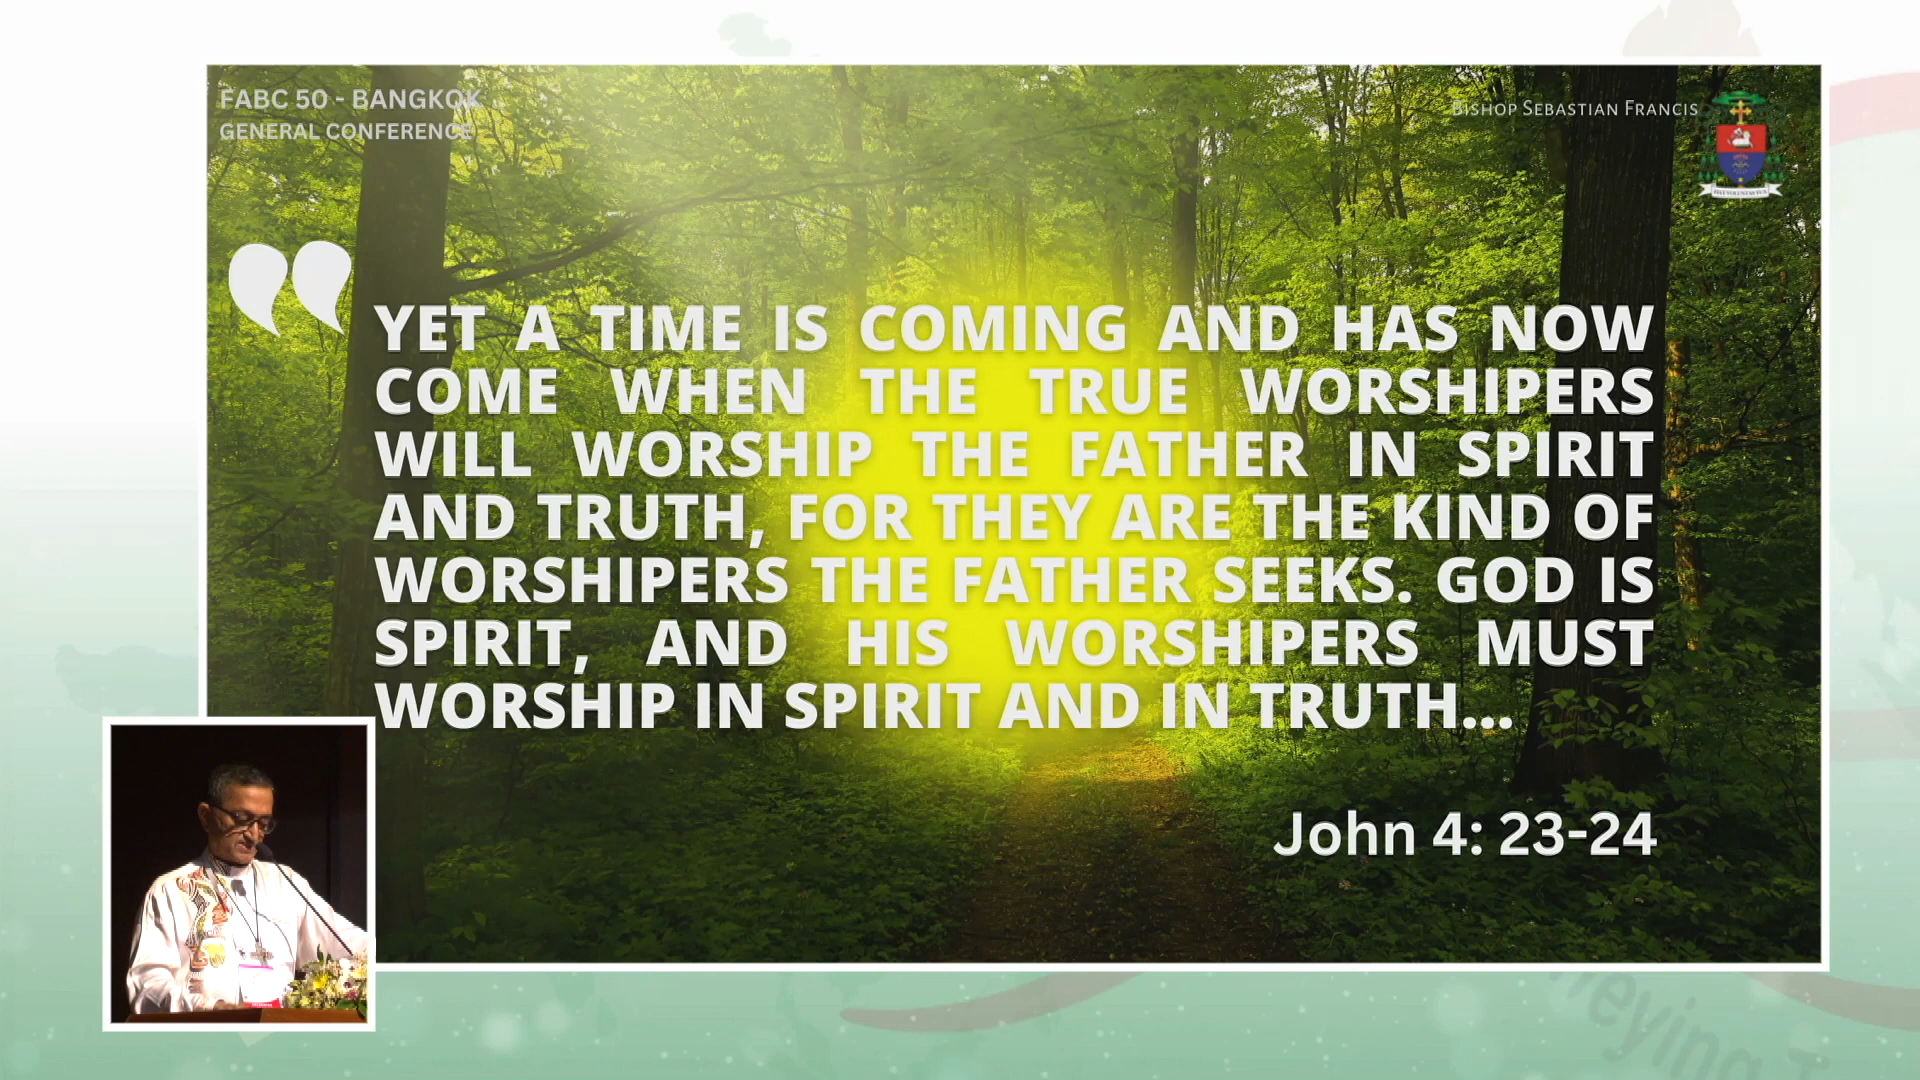 FABC 50 - BANGKOK
GENERAL CONFERENCE
BISHOP SEBASTIAN FRANCIS
YET A TIME IS COMING AND HAS NOW
COME WHEN THE TRUE WORSHIPERS
WILL WORSHIP THE FATHER IN SPIRIT
AND TRUTH, FOR THEY ARE THE KIND OF
WORSHIPERS THE FATHER SEEKS. GOD IS
SPIRIT, AND HIS WORSHIPERS MUST
WORSHIP IN SPIRIT AND IN TRUTH...
John 4: 23-24